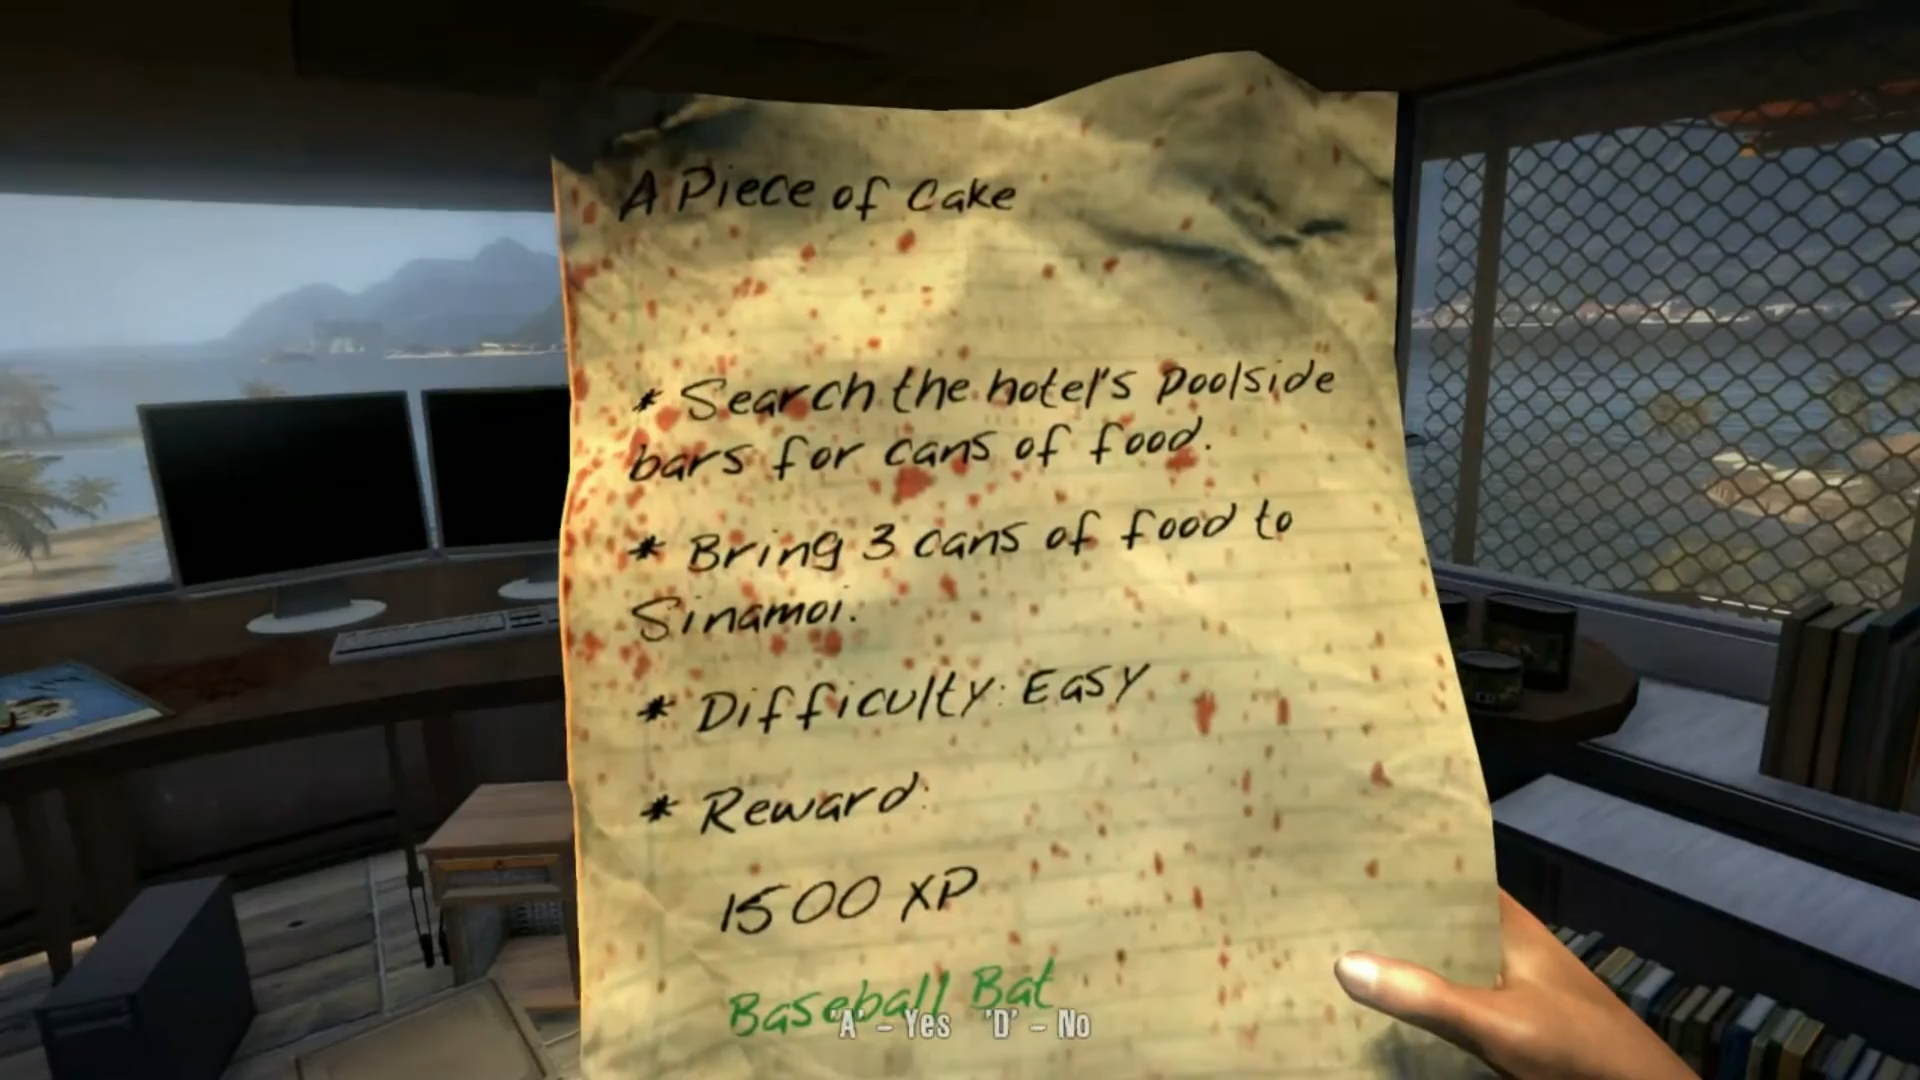 A Piece of Cake
* Search the hotel's poolside
bars for cans of food.
* Bring 3 cans of food to
Sinamoi.
* Difficulty: Easy
* Reward:
1500 XP
Baseball Bat
'A' - Yes 'D' - No